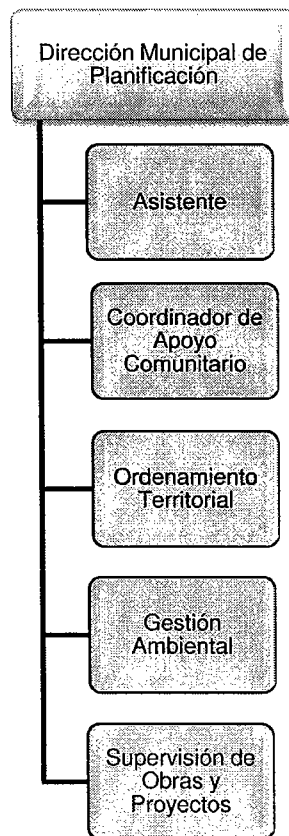 Dirección Municipal de
Planificación
Asistente
Coordinador de
Apoyo
Comunitario
Ordenamiento
Territorial
Gestión
Ambiental
Supervisión de
Obras y
Proyectos